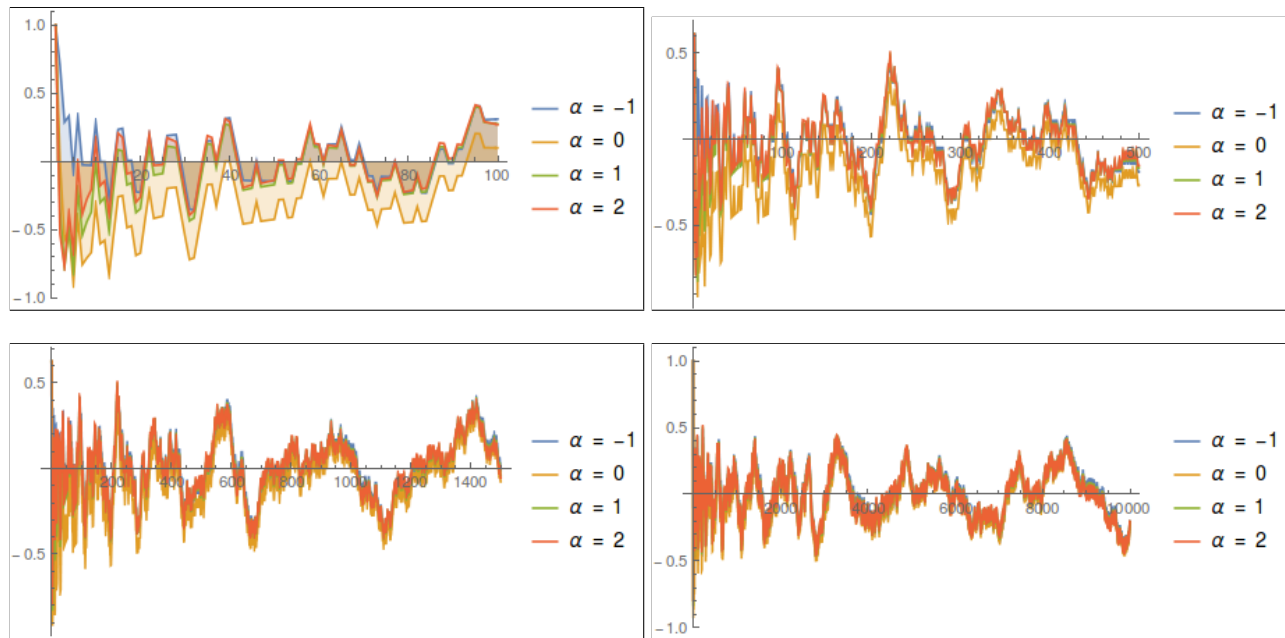 1.0
0.5
-0.5
-1.0
20
40
60
80
100
α = -1
α = 0
α = 1
α = 2
0.5
-0.5
100
200
300
400
500
α = -1
α = 0
α = 1
α = 2
0.5
-0.5
200
400
600
800
1000
1200
1400
α = -1
α = 0
α = 1
α = 2
1.0
0.5
-0.5
-1.0
2000
4000
6000
8000
10000
α = -1
α = 0
α = 1
α = 2